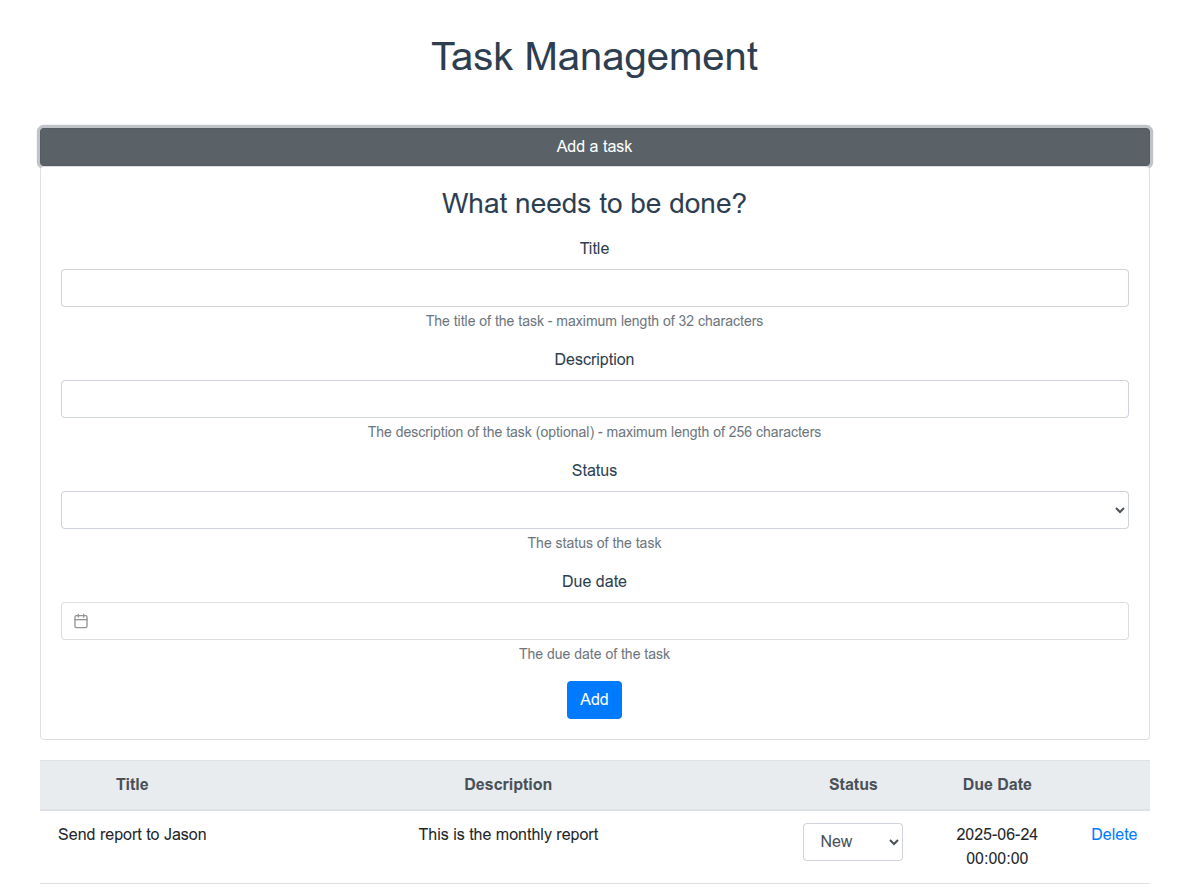 Task Management
Add a task
What needs to be done?
Title
The title of the task - maximum length of 32 characters
Description
The description of the task (optional) - maximum length of 256 characters
Status
The status of the task
Due date
The due date of the task
Add
Title Description Status Due Date
Send report to Jason This is the monthly report New 2025-06-24 Delete
00:00:00